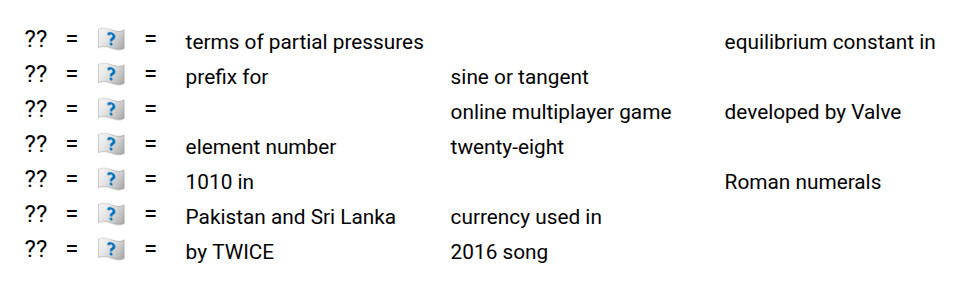 ?? = ? = terms of partial pressures equilibrium constant in
?? = ? = prefix for sine or tangent
?? = ? = online multiplayer game developed by Valve
?? = ? = element number twenty-eight
?? = ? = 1010 in Roman numerals
?? = ? = Pakistan and Sri Lanka currency used in
?? = ? = by TWICE 2016 song